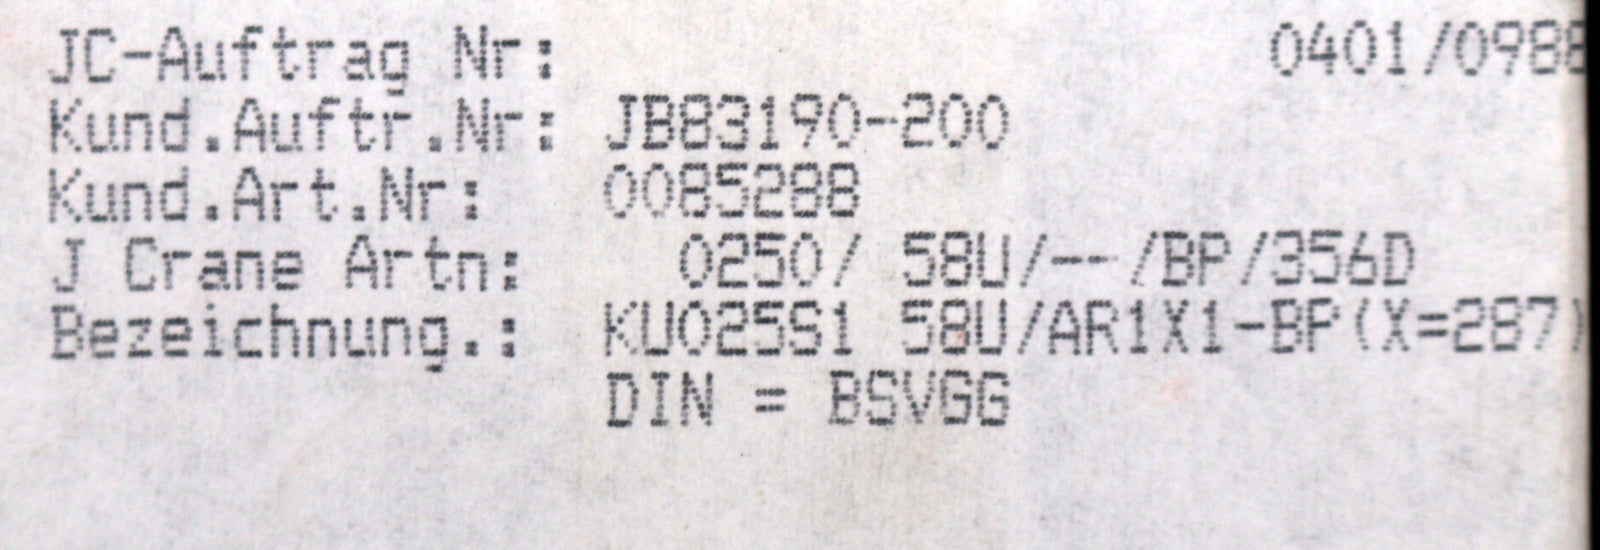 JC-Auftrag Nr: 0401/0988
Kund.Auftr.Nr: JB83190-200
Kund.Art.Nr: 0085288
J Crane Artn: 0250/ 58U/--/BP/356D
Bezeichnung.: KU025S1 58U/AR1X1-BP(X=287)
DIN = BSVGG